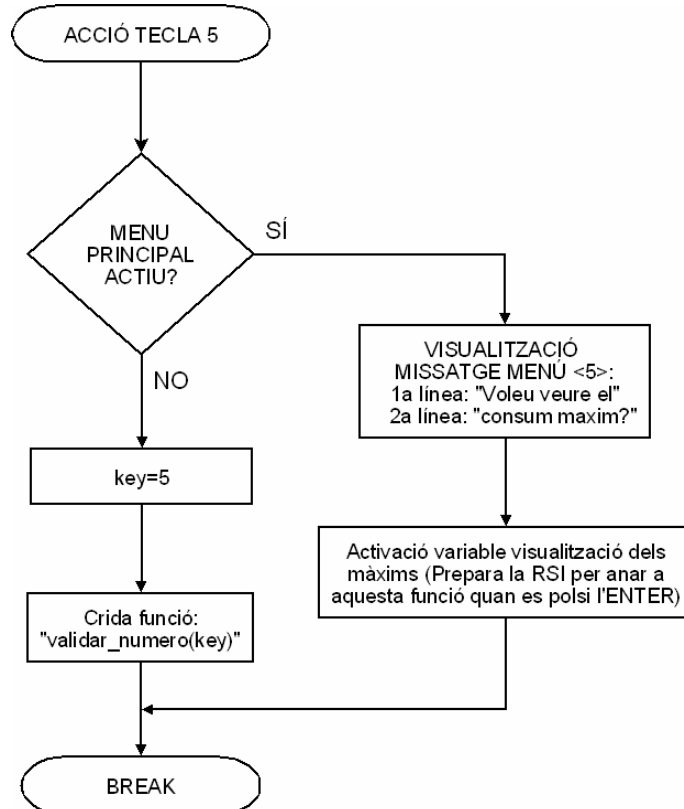 ACCIÓ TECLA 5
MENU
PRINCIPAL
ACTIU?
SÍ
NO
VISUALITZACIÓ
MISSATGE MENÚ <5>:
1a línea: "Voleu veure el"
2a línea: "consum maxim?"
key=5
Activació variable visualització dels
màxims (Prepara la RSI per anar a
aquesta funció quan es polsi l'ENTER)
Crida funció:
"validar_numero(key)"
BREAK